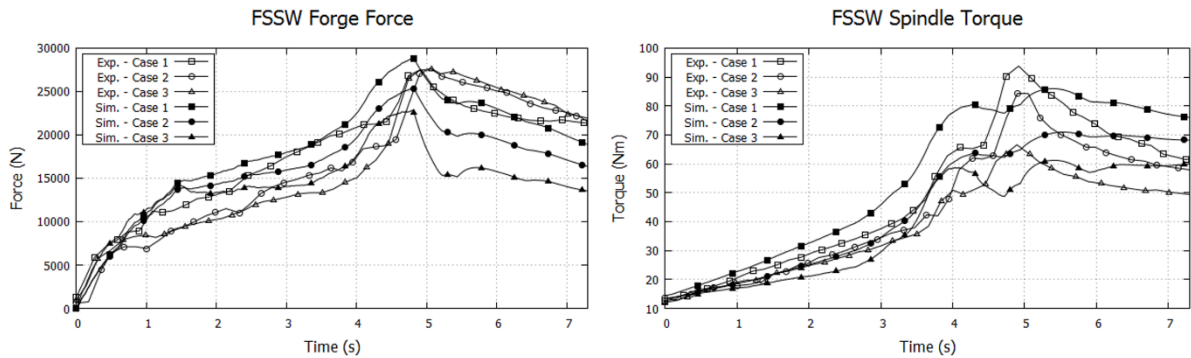 FSSW Forge Force
30000
25000
20000
15000
10000
5000
0
Force (N)
Exp. - Case 1
Exp. - Case 2
Exp. - Case 3
Sim. - Case 1
Sim. - Case 2
Sim. - Case 3
0 1 2 3 4 5 6 7
Time (s)
FSSW Spindle Torque
100
90
80
70
60
50
40
30
20
10
Torque (Nm)
Exp. - Case 1
Exp. - Case 2
Exp. - Case 3
Sim. - Case 1
Sim. - Case 2
Sim. - Case 3
0 1 2 3 4 5 6 7
Time (s)